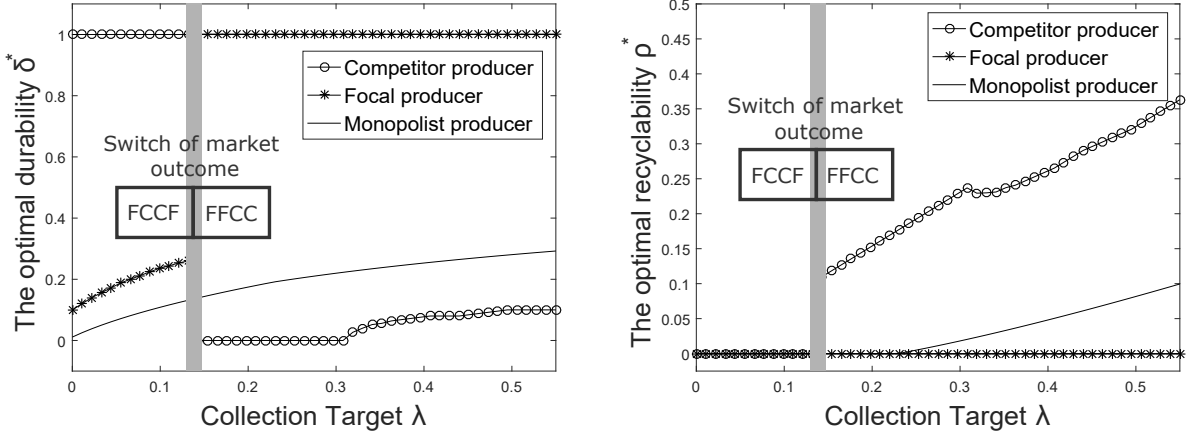 The optimal durability δ*
1
0.8
0.6
0.4
0.2
0
0
0.1
0.2
0.3
0.4
0.5
Collection Target λ
Competitor producer
Focal producer
Monopolist producer
Switch of market
outcome
FCCF FFCC
The optimal recyclability ρ*
0.5
0.45
0.4
0.35
0.3
0.25
0.2
0.15
0.1
0.05
0
0
0.1
0.2
0.3
0.4
0.5
Collection Target λ
Competitor producer
Focal producer
Monopolist producer
Switch of market
outcome
FCCF FFCC